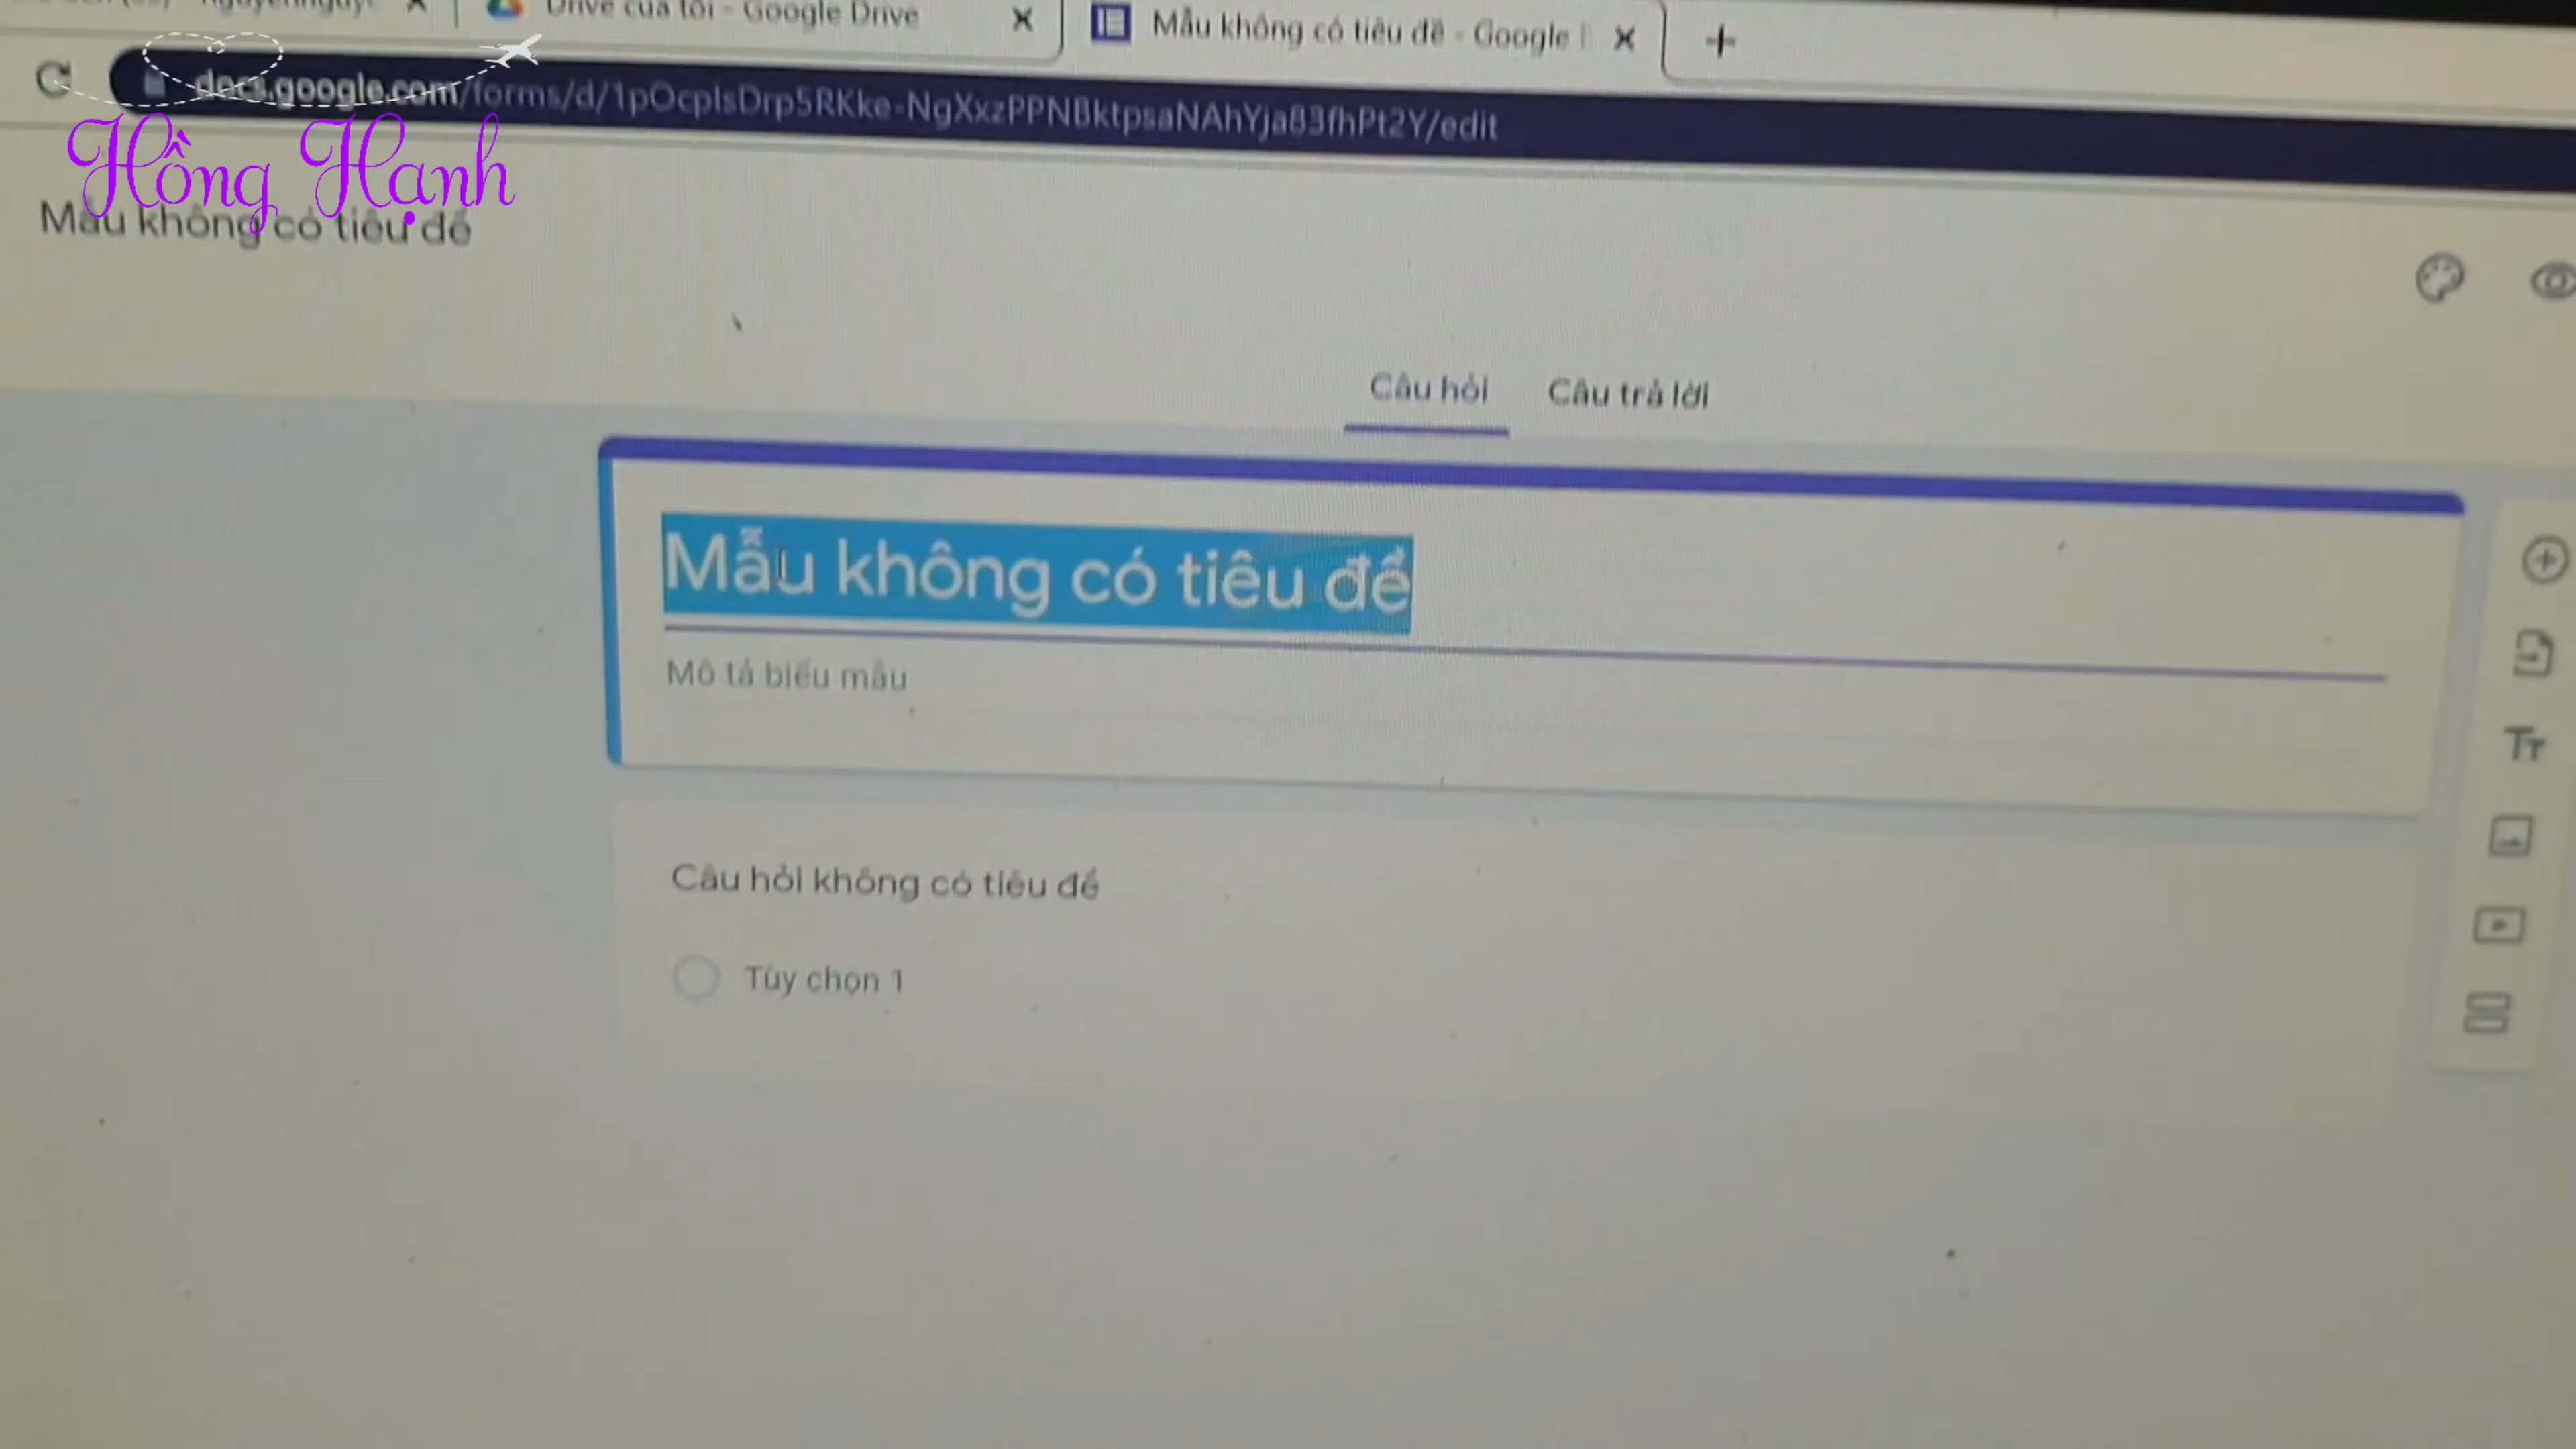 Drive của tôi - Google Drive
Mẫu không có tiêu đề - Google
docs.google.com/forms/d/1pOcplsDrp5RKke-NgXxzPPNBktpsaNAhYja83fhPt2Y/edit
Hồng Hạnh
Mẫu không có tiêu đề
Câu hỏi Câu trả lời
Mẫu không có tiêu đề
Mô tả biểu mẫu
Tт
Câu hỏi không có tiêu đề
Tùy chọn 1